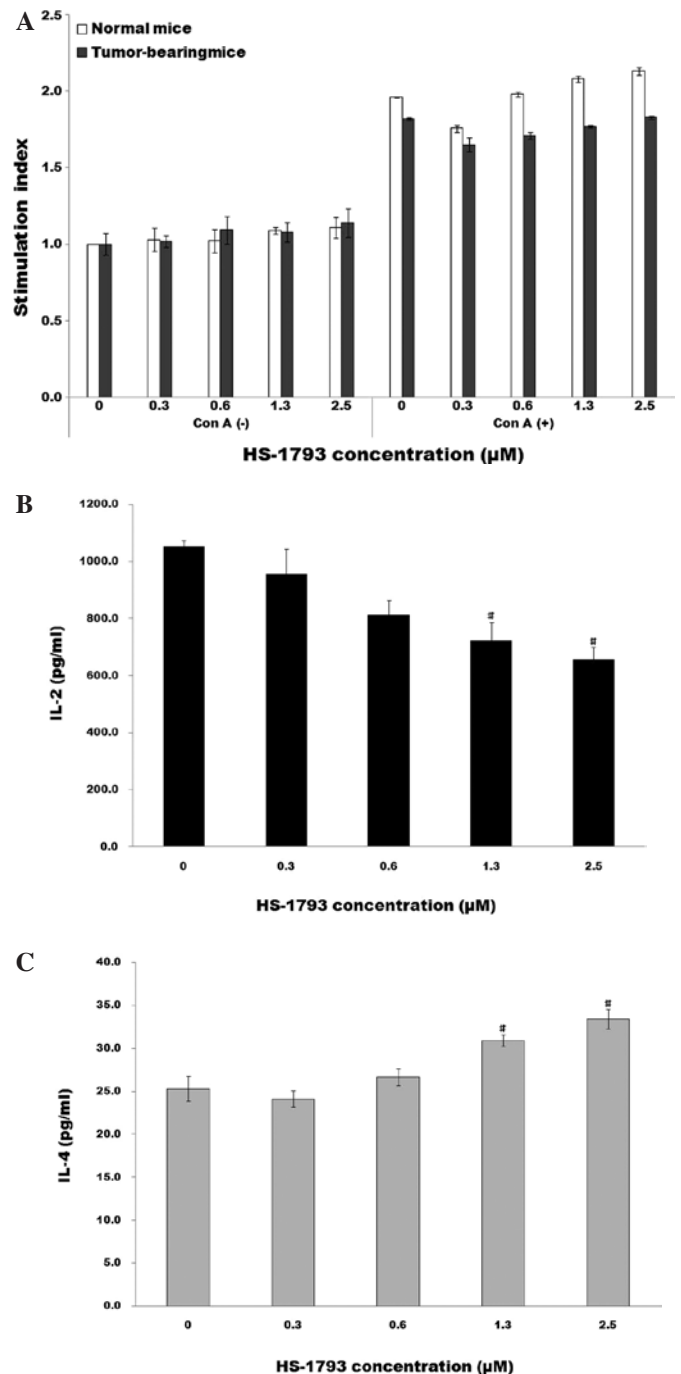 A
Normal mice
Tumor-bearingmice
Stimulation index
2.5
2.0
1.5
1.0
0.5
0.0
0 0.3 0.6 1.3 2.5 0 0.3 0.6 1.3 2.5
Con A (-) Con A (+)
HS-1793 concentration (µM)
B
IL-2 (pg/ml)
1200.0
1000.0
800.0
600.0
400.0
200.0
0.0
# #
0 0.3 0.6 1.3 2.5
HS-1793 concentration (µM)
C
IL-4 (pg/ml)
40.0
35.0
30.0
25.0
20.0
15.0
10.0
5.0
0.0
# #
0 0.3 0.6 1.3 2.5
HS-1793 concentration (µM)